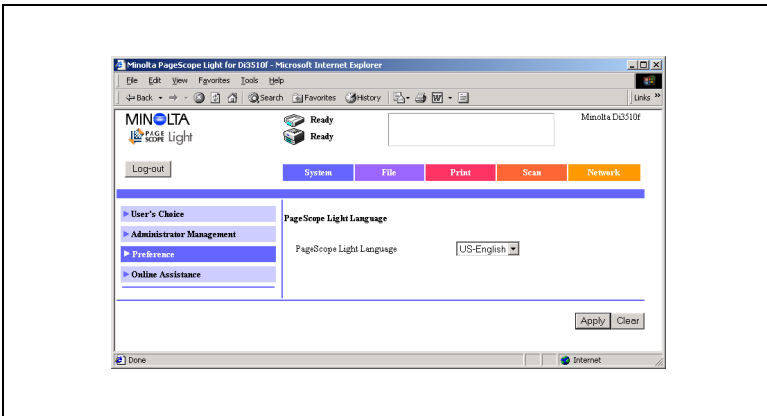 Minolta PageScope Light for Di3510f - Microsoft Internet Explorer
File Edit View Favorites Tools Help
Back Search Favorites History Links »
MINOLTA Ready Minolta Di3510f
PAGE SCOPE Light Ready
Log-out System File Print Scan Network
User's Choice
PageScope Light Language
Administrator Management
Preference
PageScope Light Language US-English
Online Assistance
Apply Clear
Done Internet